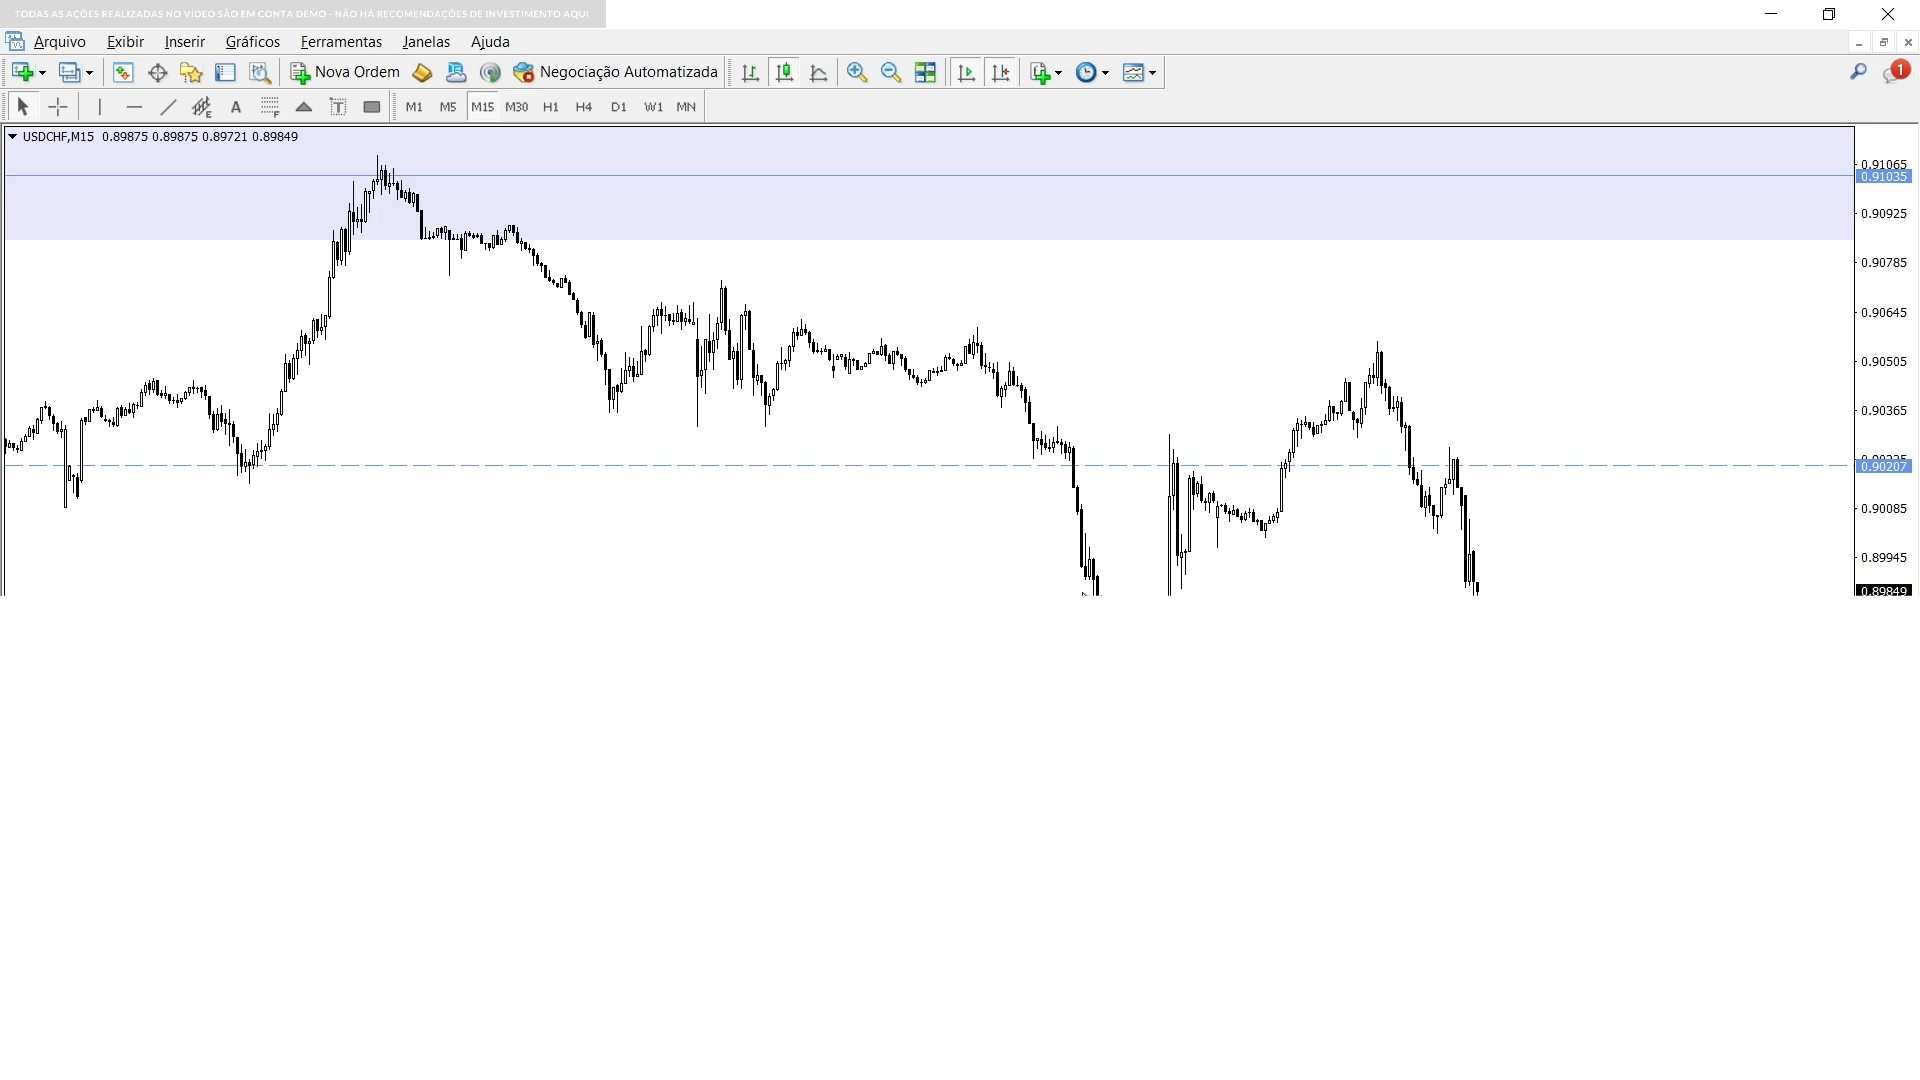 TODAS AS AÇÕES REALIZADAS NO VÍDEO SÃO EM CONTA DEMO - NÃO HÁ RECOMENDAÇÕES DE INVESTIMENTO AQUI
Arquivo Exibir Inserir Gráficos Ferramentas Janelas Ajuda
Nova Ordem Negociação Automatizada 1
A T E F M1 M5 M15 M30 H1 H4 D1 W1 MN
USDCHF,M15 0.89875 0.89875 0.89721 0.89849
0.91065
0.91035
0.90925
0.90785
0.90645
0.90505
0.90365
0.90207
0.90085
0.89945
0.89849